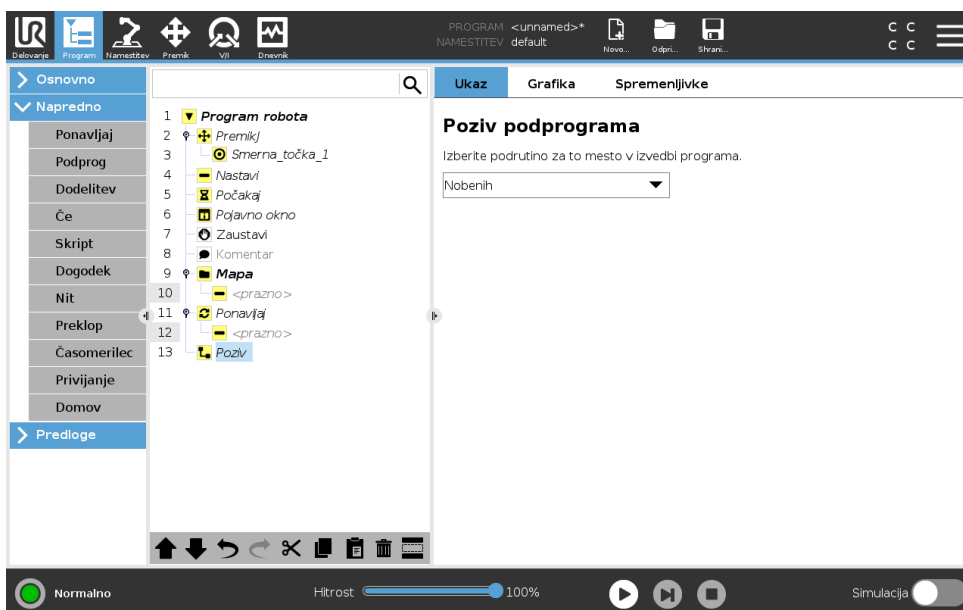 PROGRAM <unnamed>*
NAMESTITEV default
Delovanje
Program
Namestitev
Premik
V/I
Dnevnik
Novo...
Odpri...
Shrani...
C C
C C
Osnovno
Napredno
Ponavljaj
Podprog
Dodelitev
Če
Skript
Dogodek
Nit
Preklop
Časomerilec
Privijanje
Domov
Predloge
1 Program robota
2 PremikJ
3 Smerna_točka_1
4 Nastavi
5 Počakaj
6 Pojavno okno
7 Zaustavi
8 Komentar
9 Mapa
10 <prazno>
11 Ponavljaj
12 <prazno>
13 Poziv
Ukaz
Grafika
Spremenljivke
Poziv podprograma
Izberite podrutino za to mesto v izvedbi programa.
Nobenih
Normalno
Hitrost
100%
Simulacija